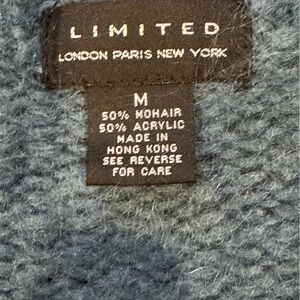 LIMITED
LONDON PARIS NEW YORK
M
50% MOHAIR
50% ACRYLIC
MADE IN
HONG KONG
SEE REVERSE
FOR CARE